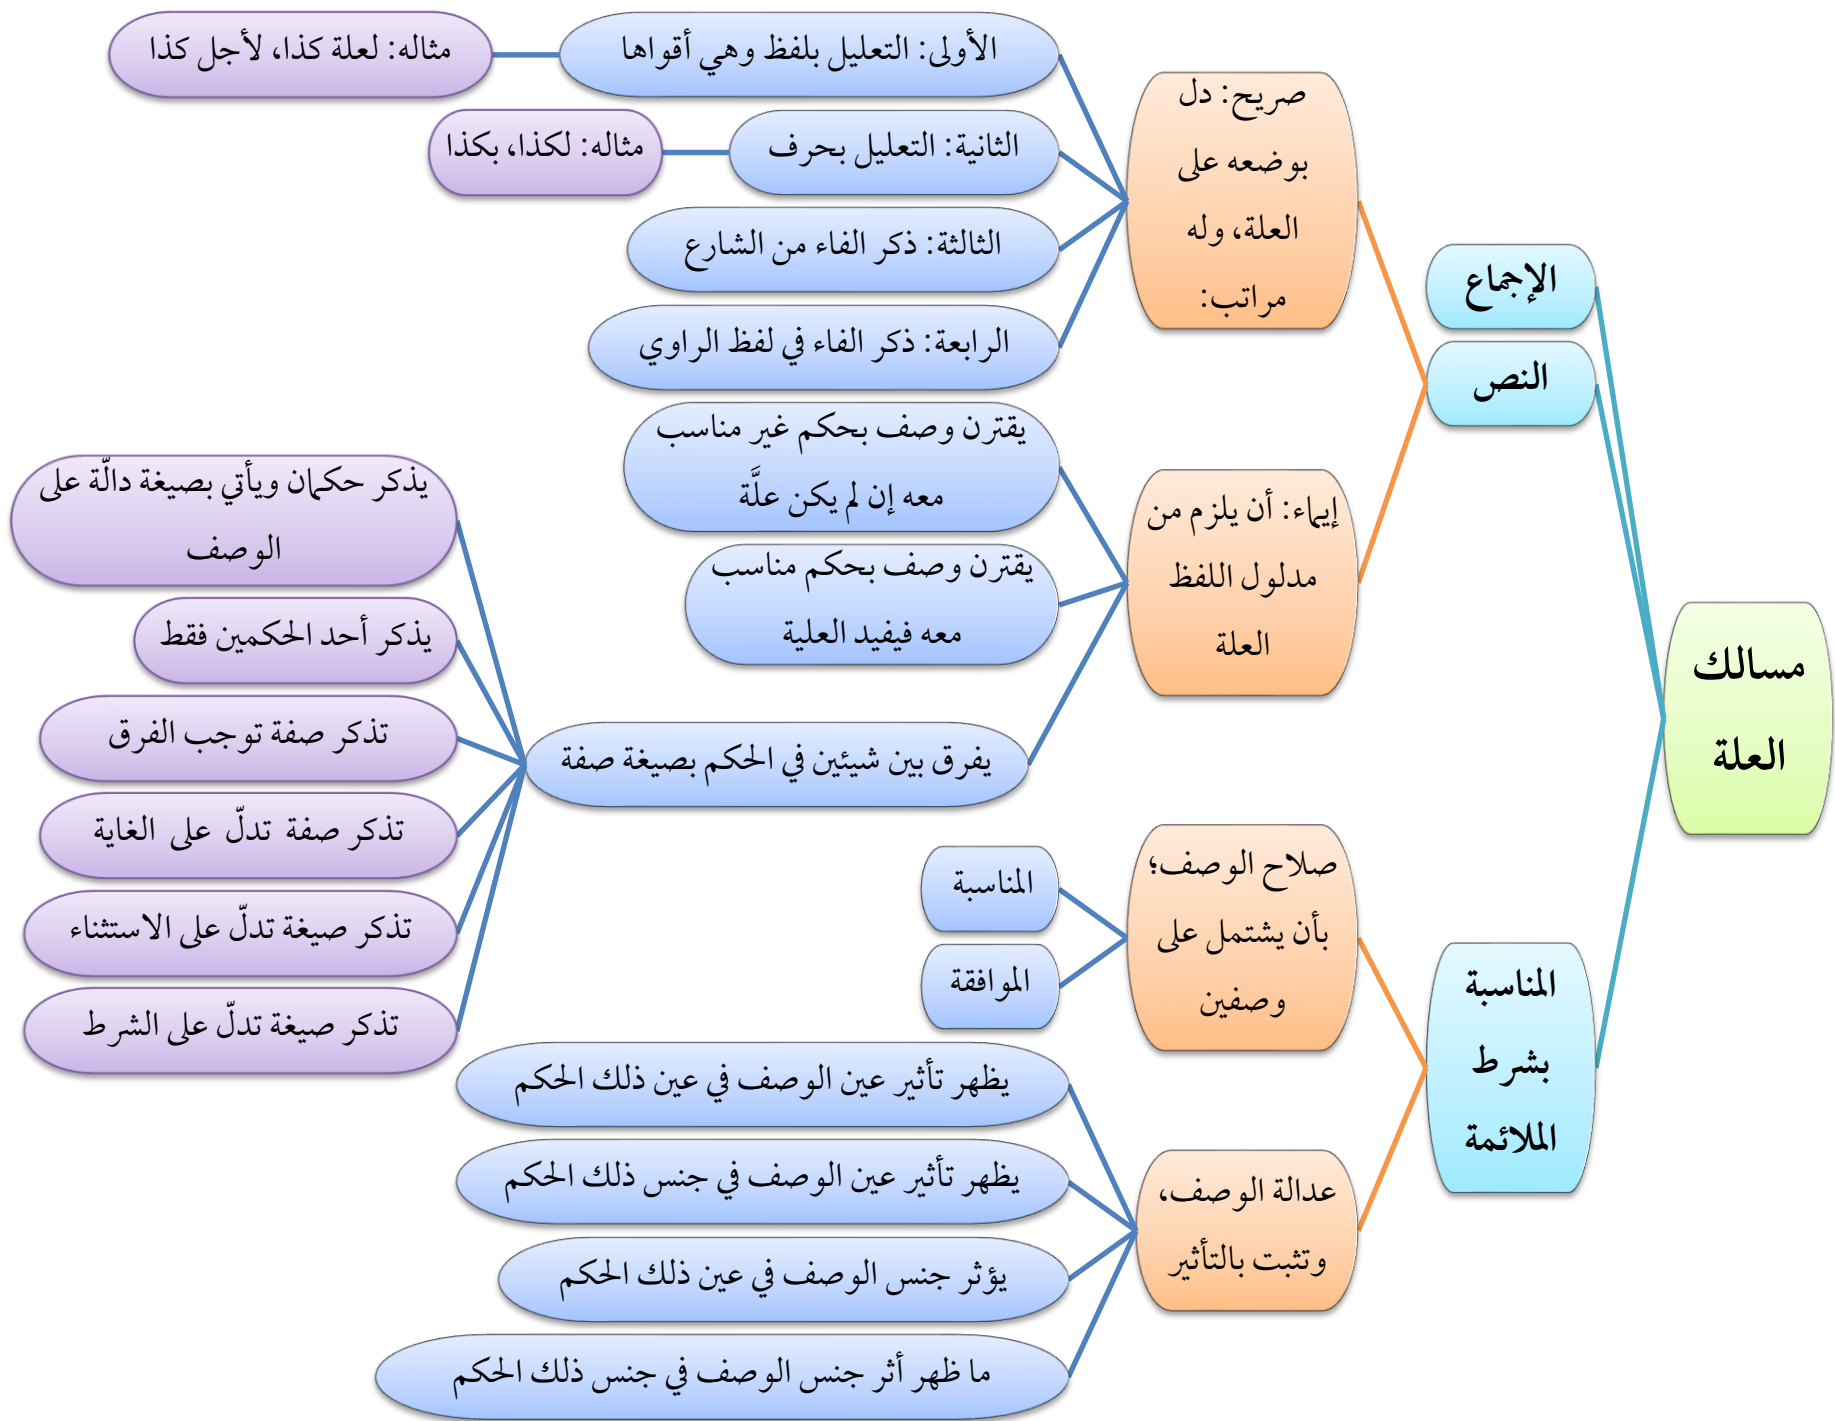 مسالك
العلة
الإجماع
النص
صريح: دل
بوضعه على
العلة، وله
مراتب:
الأولى: التعليل بلفظ وهي أقواها
مثاله: لعلة كذا، لأجل كذا
الثانية: التعليل بحرف
مثاله: لكذا، بكذا
الثالثة: ذكر الفاء من الشارع
الرابعة: ذكر الفاء في لفظ الراوي
إيماء: أن يلزم من
مدلول اللفظ
العلة
يقترن وصف بحكم غير مناسب
معه إن لم يكن علَّة
يقترن وصف بحكم مناسب
معه فيفيد العلية
يفرق بين شيئين في الحكم بصيغة صفة
يذكر حكمان ويأتي بصيغة دالّة على
الوصف
يذكر أحد الحكمين فقط
تذكر صفة توجب الفرق
تذكر صفة تدلّ على الغاية
تذكر صيغة تدلّ على الاستثناء
تذكر صيغة تدلّ على الشرط
المناسبة
بشرط
الملائمة
صلاح الوصف؛
بأن يشتمل على
وصفين
المناسبة
الموافقة
عدالة الوصف،
وتثبت بالتأثير
يظهر تأثير عين الوصف في عين ذلك الحكم
يظهر تأثير عين الوصف في جنس ذلك الحكم
يؤثر جنس الوصف في عين ذلك الحكم
ما ظهر أثر جنس الوصف في جنس ذلك الحكم